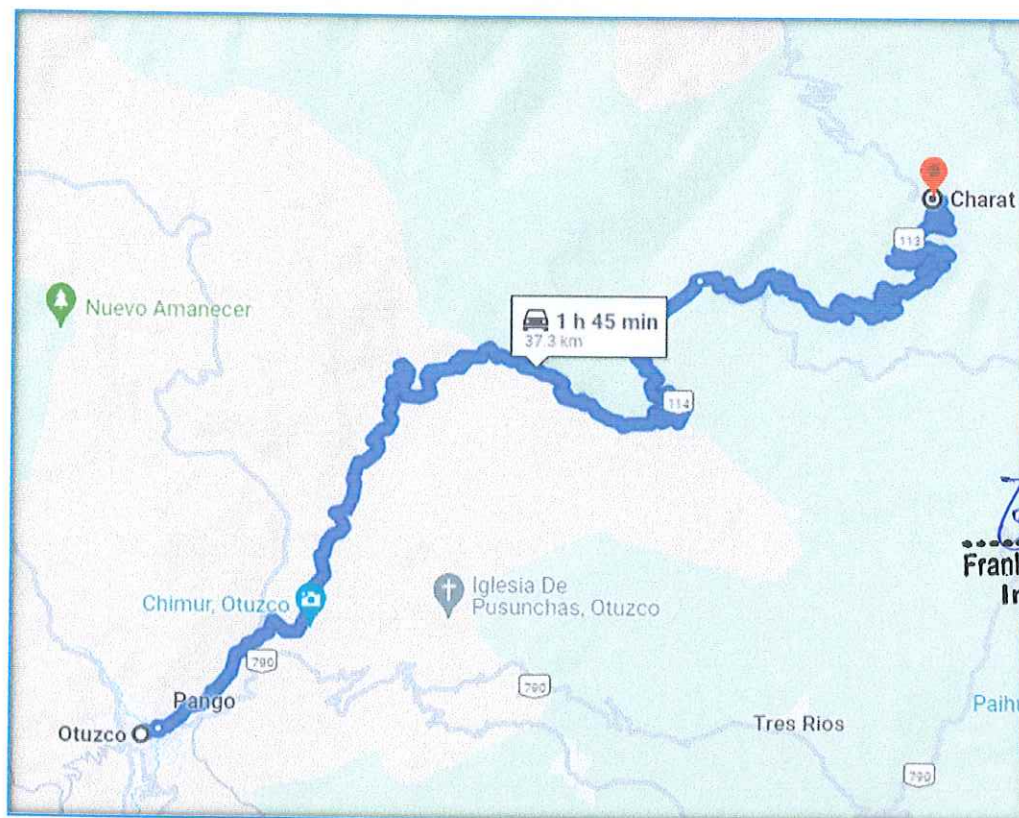 Charat
113
Nuevo Amanecer
1 h 45 min
37.3 km
114
Chimur, Otuzco
Iglesia De
Pusunchas, Otuzco
790
790
Pango
Otuzco
Tres Rios
790